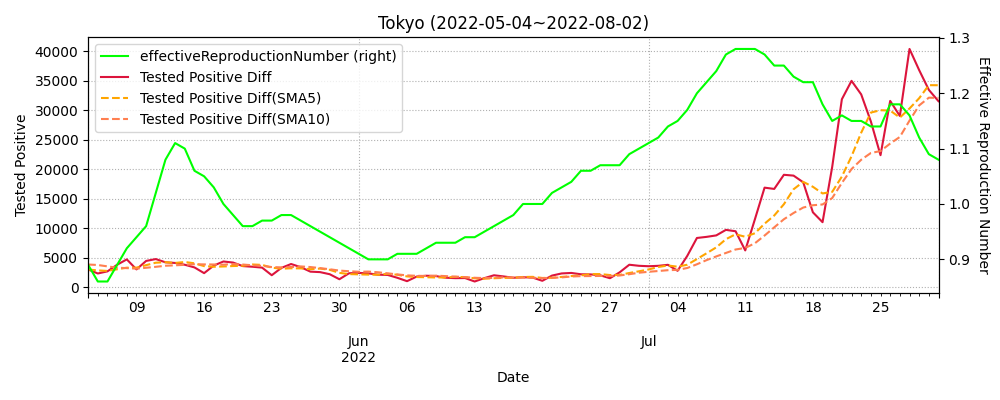 Tokyo (2022-05-04~2022-08-02)
effectiveReproductionNumber (right)
Tested Positive Diff
Tested Positive Diff(SMA5)
Tested Positive Diff(SMA10)
Tested Positive
40000
35000
30000
25000
20000
15000
10000
5000
0
1.3
1.2
1.1
1.0
0.9
Effective Reproduction Number
09 16 23 30 06 13 20 27 04 11 18 25
Jun Jul
2022
Date